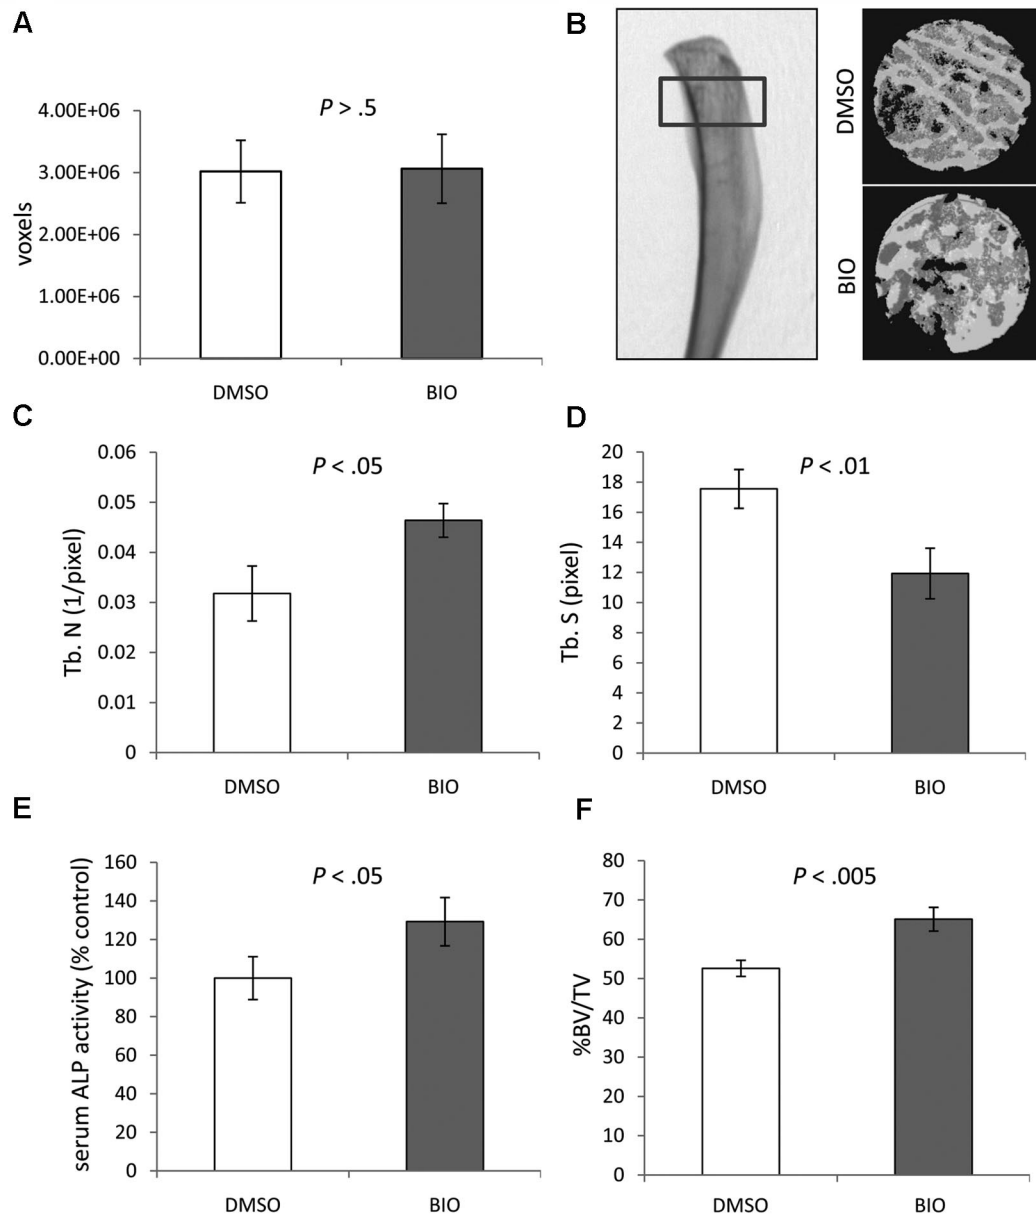 A
P > .5
4.00E+06
3.00E+06
2.00E+06
1.00E+06
0.00E+00
voxels
DMSO
BIO
B
DMSO
BIO
C
P < .05
0.06
0.05
0.04
0.03
0.02
0.01
0
Tb. N (1/pixel)
DMSO
BIO
D
P < .01
20
18
16
14
12
10
8
6
4
2
0
Tb. S (pixel)
DMSO
BIO
E
P < .05
160
140
120
100
80
60
40
20
0
serum ALP activity (% control)
DMSO
BIO
F
P < .005
80
70
60
50
40
30
20
10
0
%BV/TV
DMSO
BIO